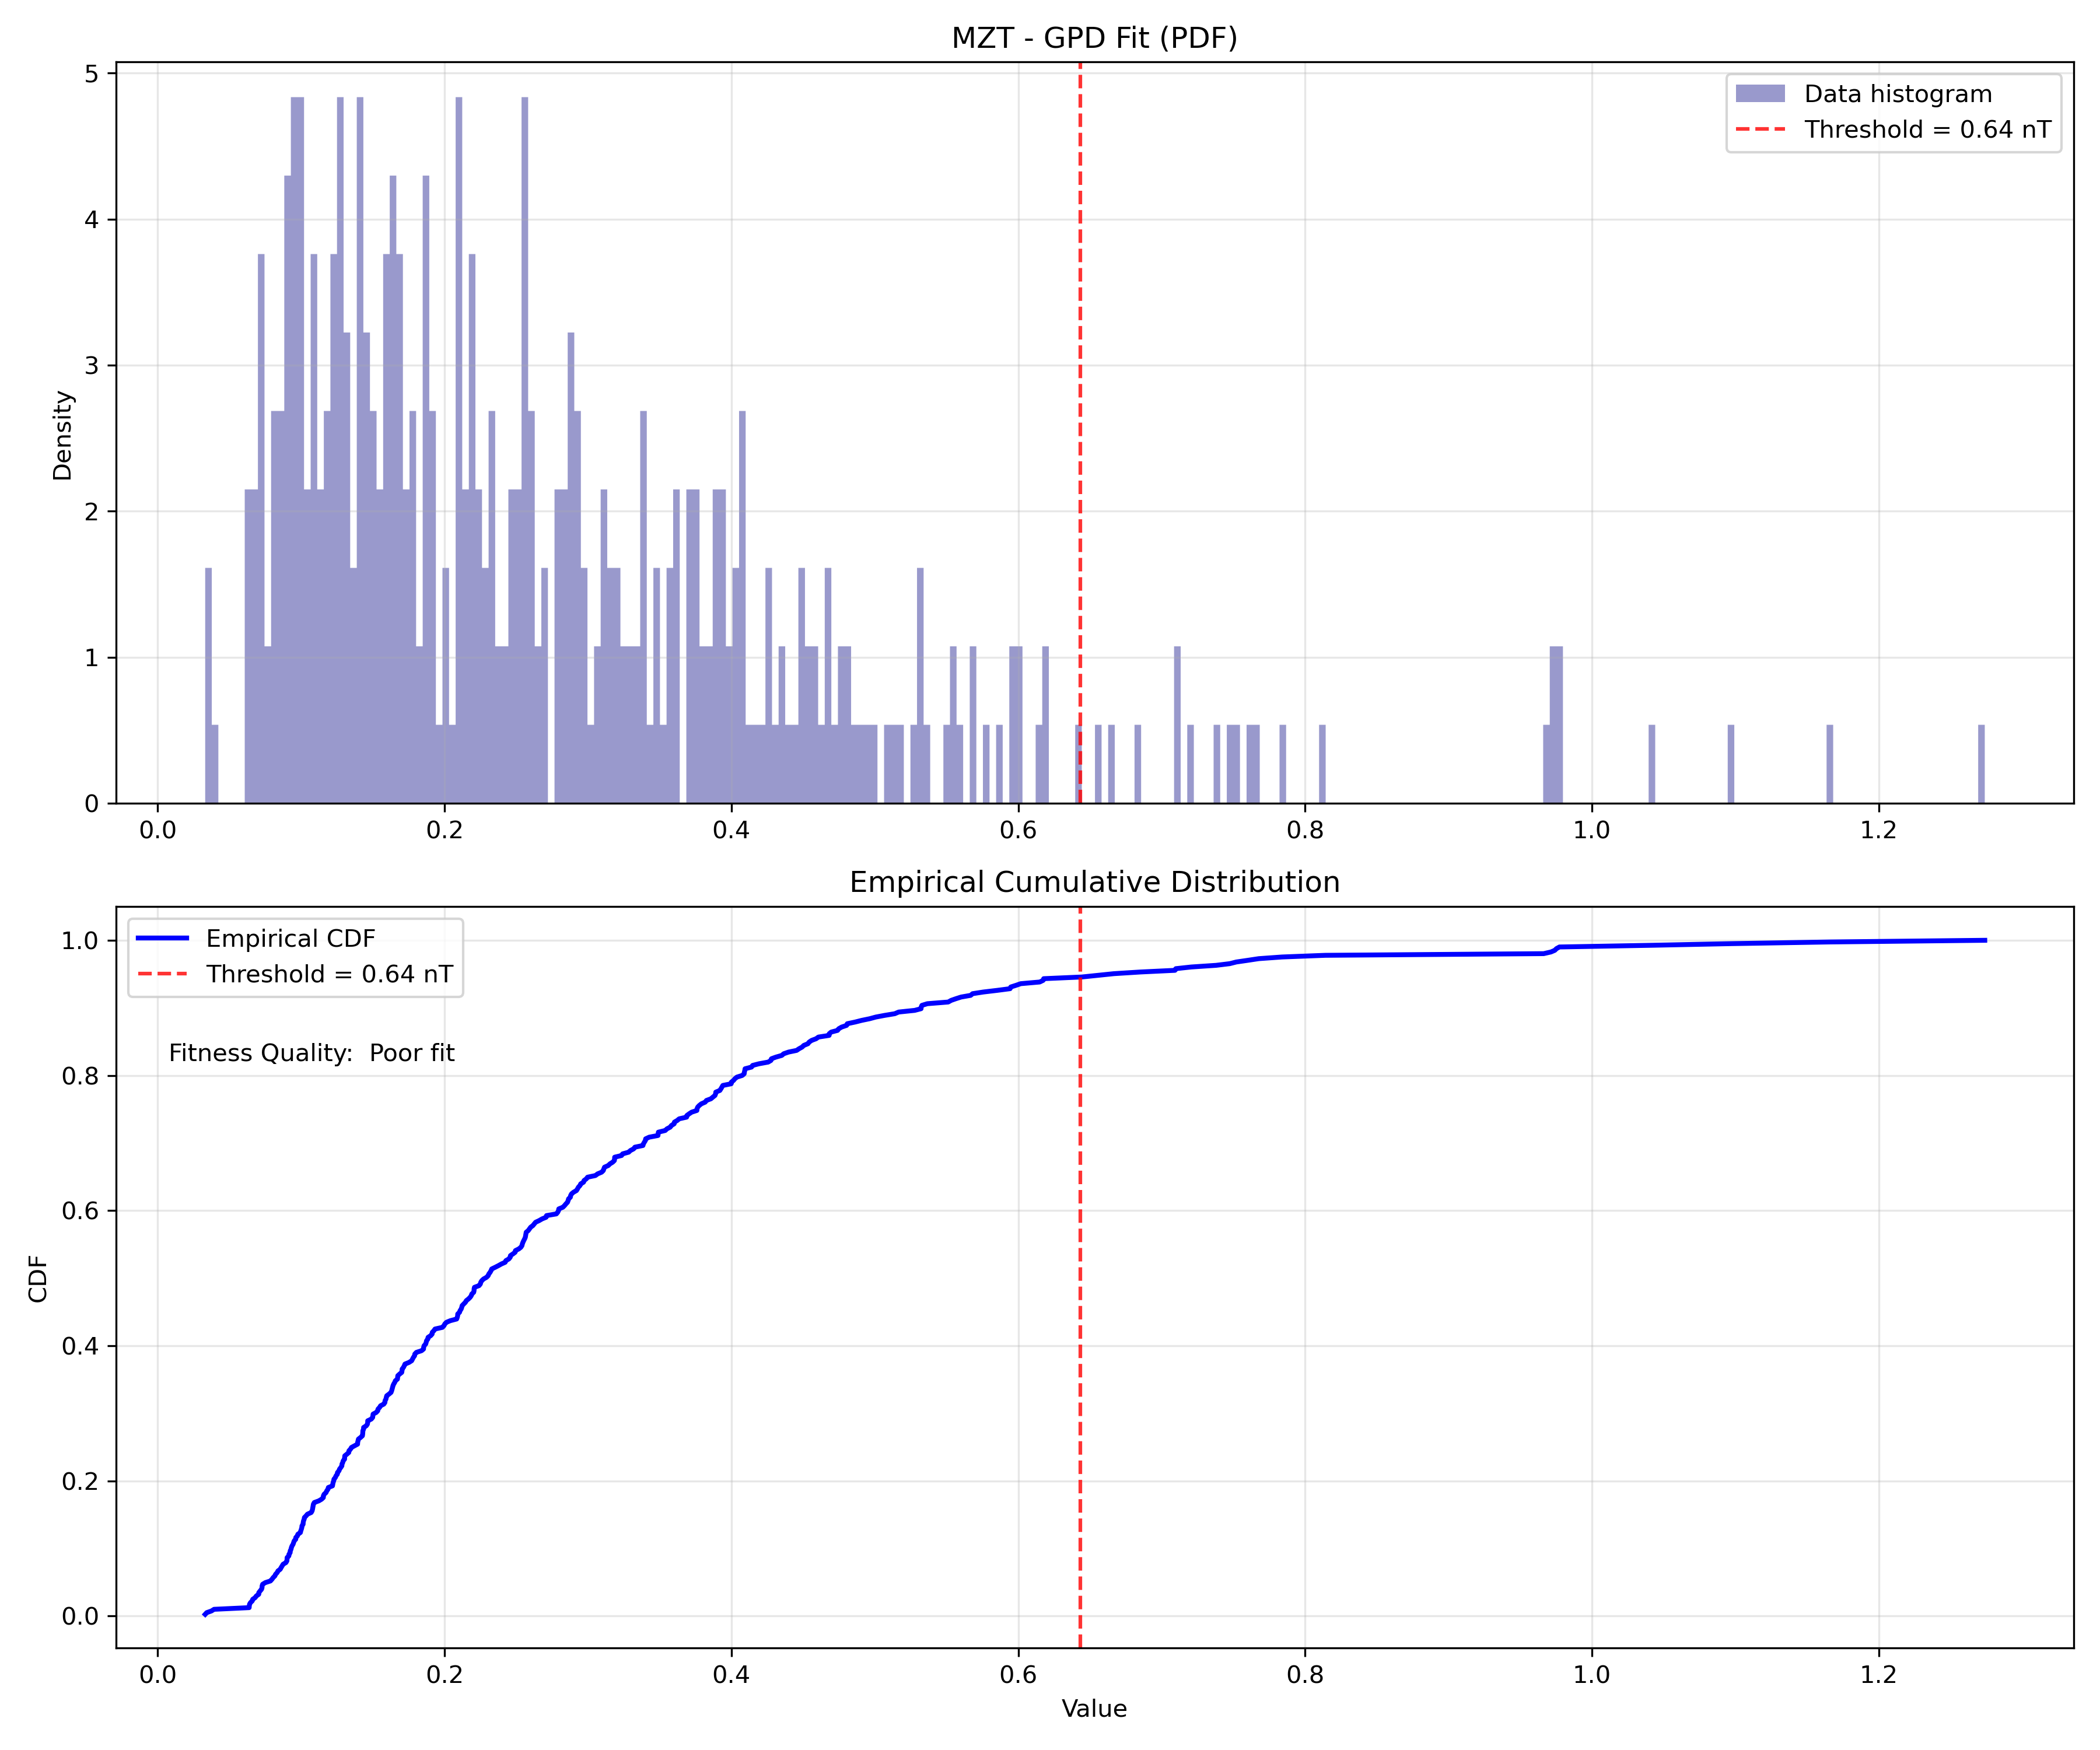 MZT - GPD Fit (PDF)
Density
5
4
3
2
1
0
Data histogram
Threshold = 0.64 nT
0.0 0.2 0.4 0.6 0.8 1.0 1.2
Empirical Cumulative Distribution
CDF
1.0
0.8
0.6
0.4
0.2
0.0
Empirical CDF
Threshold = 0.64 nT
Fitness Quality:  Poor fit
0.0 0.2 0.4 0.6 0.8 1.0 1.2
Value